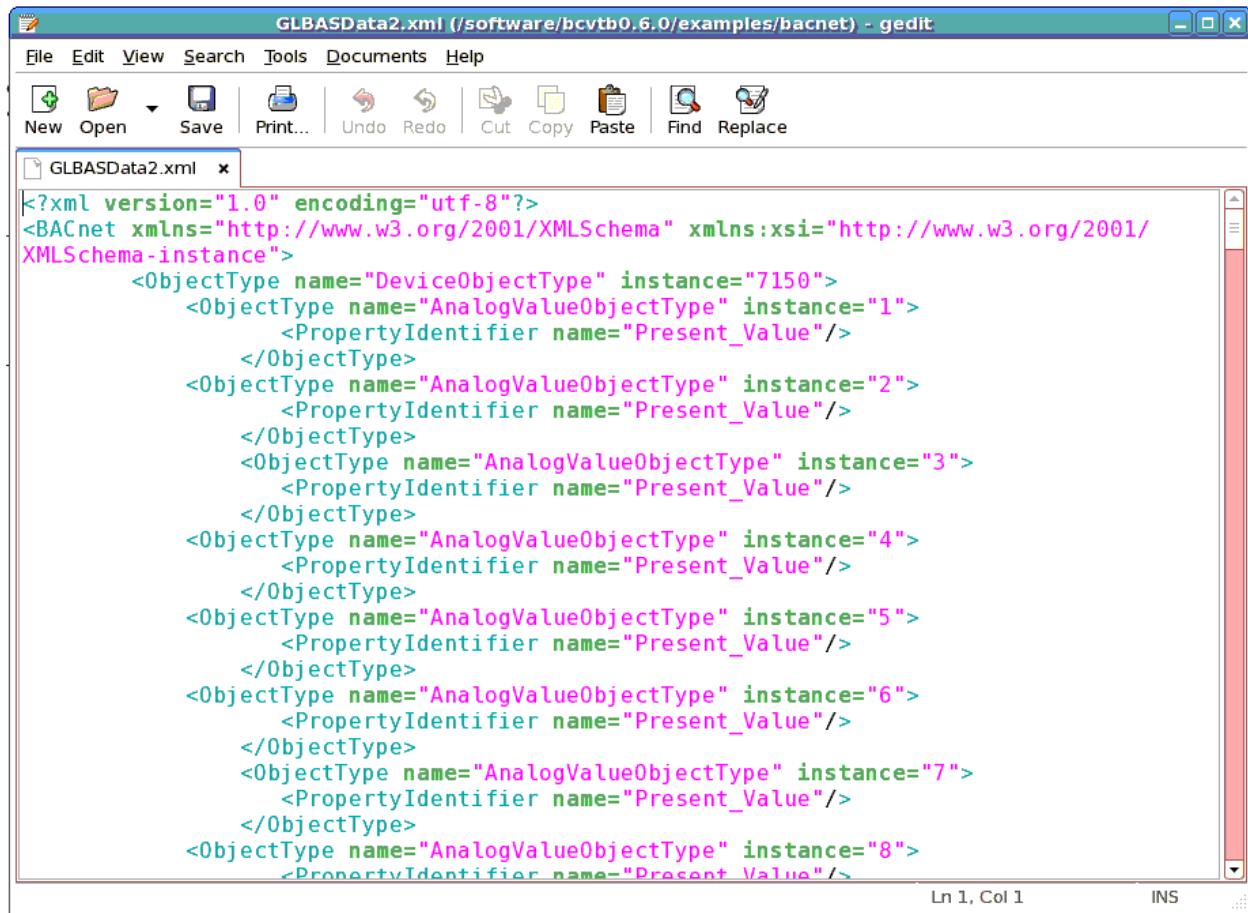 GLBASData2.xml (/software/bcvtb0.6.0/examples/bacnet) - gedit
File Edit View Search Tools Documents Help
New Open Save Print... Undo Redo Cut Copy Paste Find Replace
GLBASData2.xml x
<?xml version="1.0" encoding="utf-8"?>
<BACnet xmlns="http://www.w3.org/2001/XMLSchema" xmlns:xsi="http://www.w3.org/2001/
XMLSchema-instance">
<ObjectType name="DeviceObjectType" instance="7150">
<ObjectType name="AnalogValueObjectType" instance="1">
<PropertyIdentifier name="Present_Value"/>
</ObjectType>
<ObjectType name="AnalogValueObjectType" instance="2">
<PropertyIdentifier name="Present_Value"/>
</ObjectType>
<ObjectType name="AnalogValueObjectType" instance="3">
<PropertyIdentifier name="Present_Value"/>
</ObjectType>
<ObjectType name="AnalogValueObjectType" instance="4">
<PropertyIdentifier name="Present_Value"/>
</ObjectType>
<ObjectType name="AnalogValueObjectType" instance="5">
<PropertyIdentifier name="Present_Value"/>
</ObjectType>
<ObjectType name="AnalogValueObjectType" instance="6">
<PropertyIdentifier name="Present_Value"/>
</ObjectType>
<ObjectType name="AnalogValueObjectType" instance="7">
<PropertyIdentifier name="Present_Value"/>
</ObjectType>
<ObjectType name="AnalogValueObjectType" instance="8">
<PropertyIdentifier name="Present_Value"/>
Ln 1, Col 1 INS